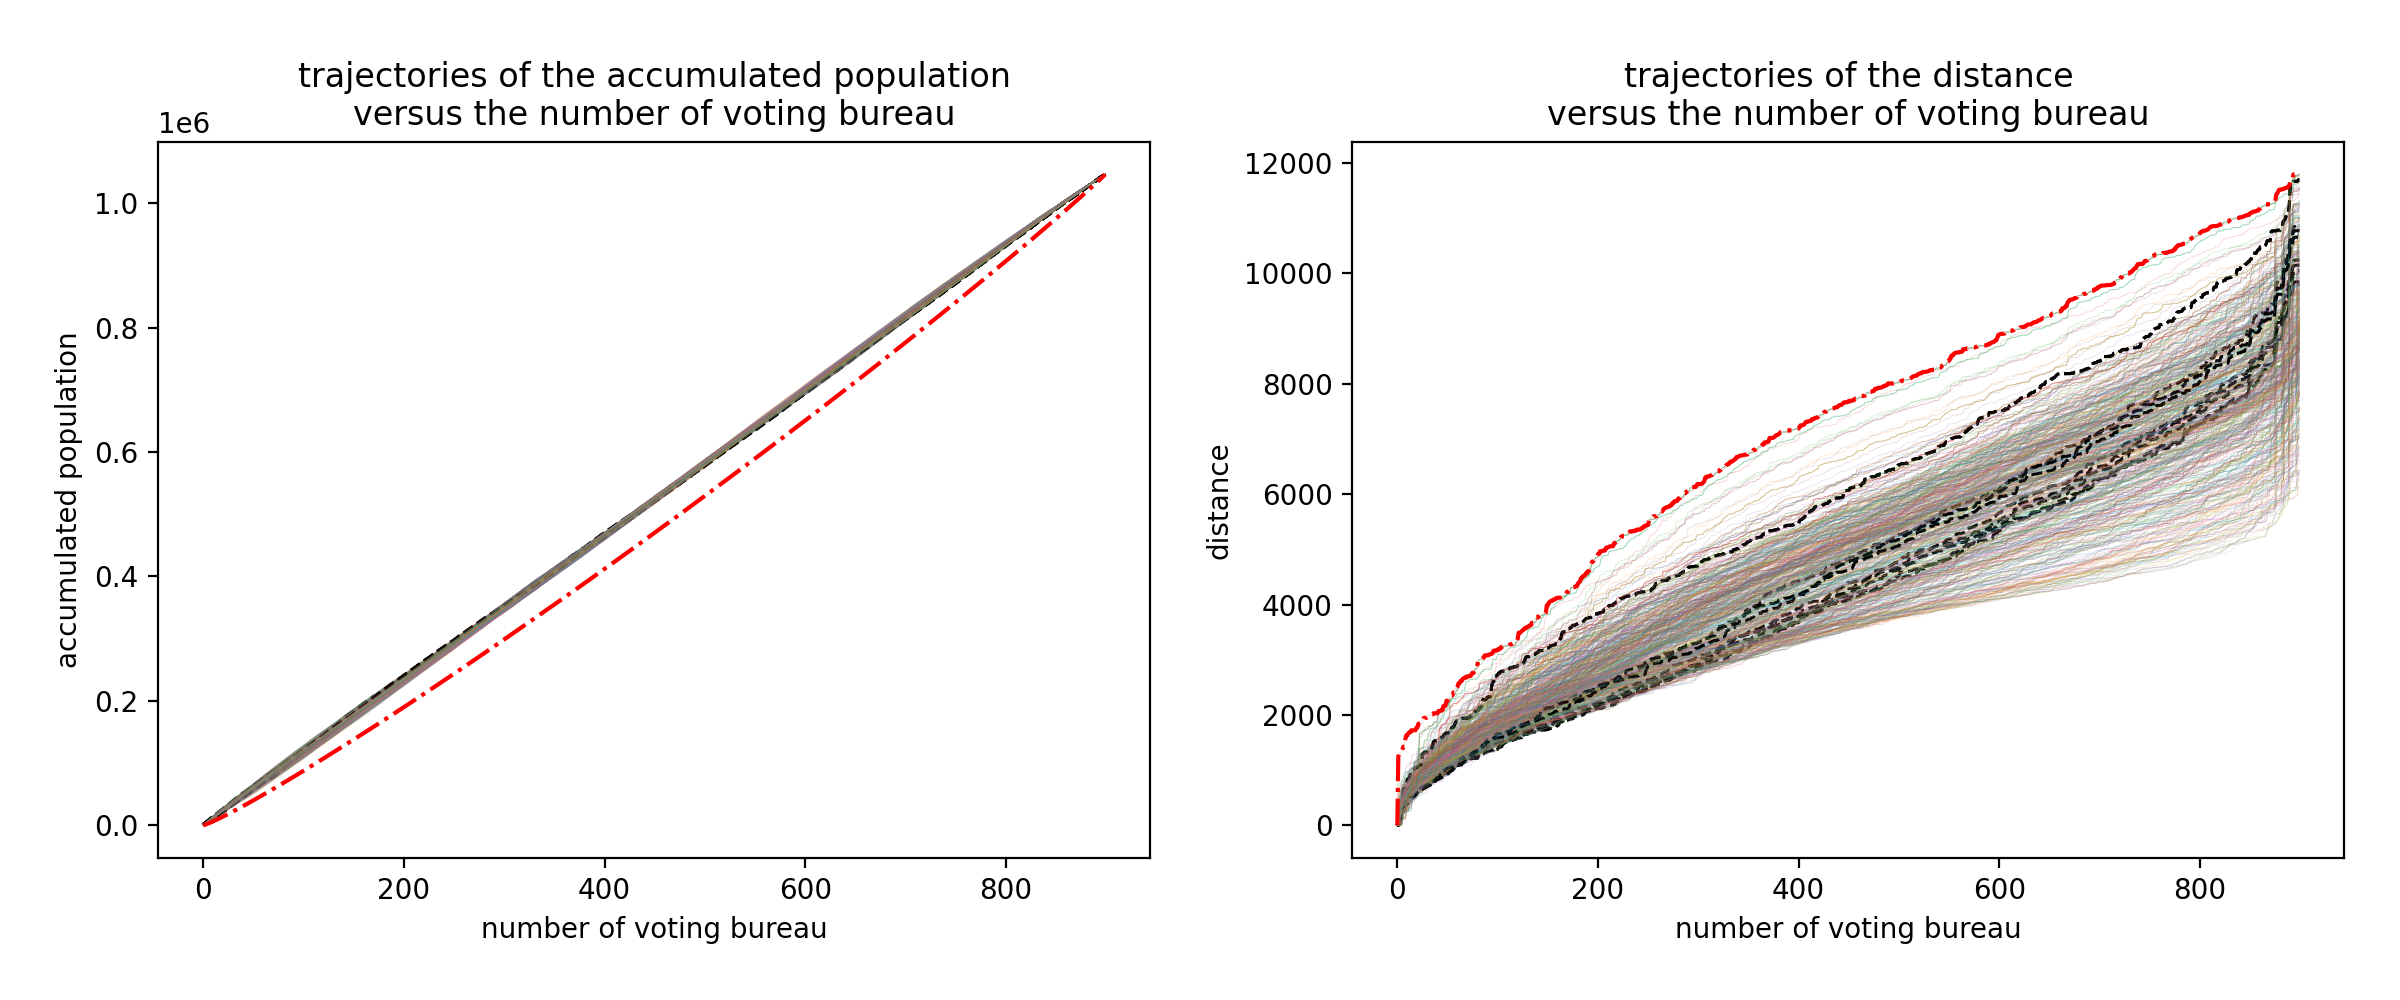 trajectories of the accumulated population
versus the number of voting bureau
1e6
1.0
0.8
0.6
0.4
0.2
0.0
accumulated population
0 200 400 600 800
number of voting bureau
trajectories of the distance
versus the number of voting bureau
12000
10000
8000
6000
4000
2000
0
distance
0 200 400 600 800
number of voting bureau